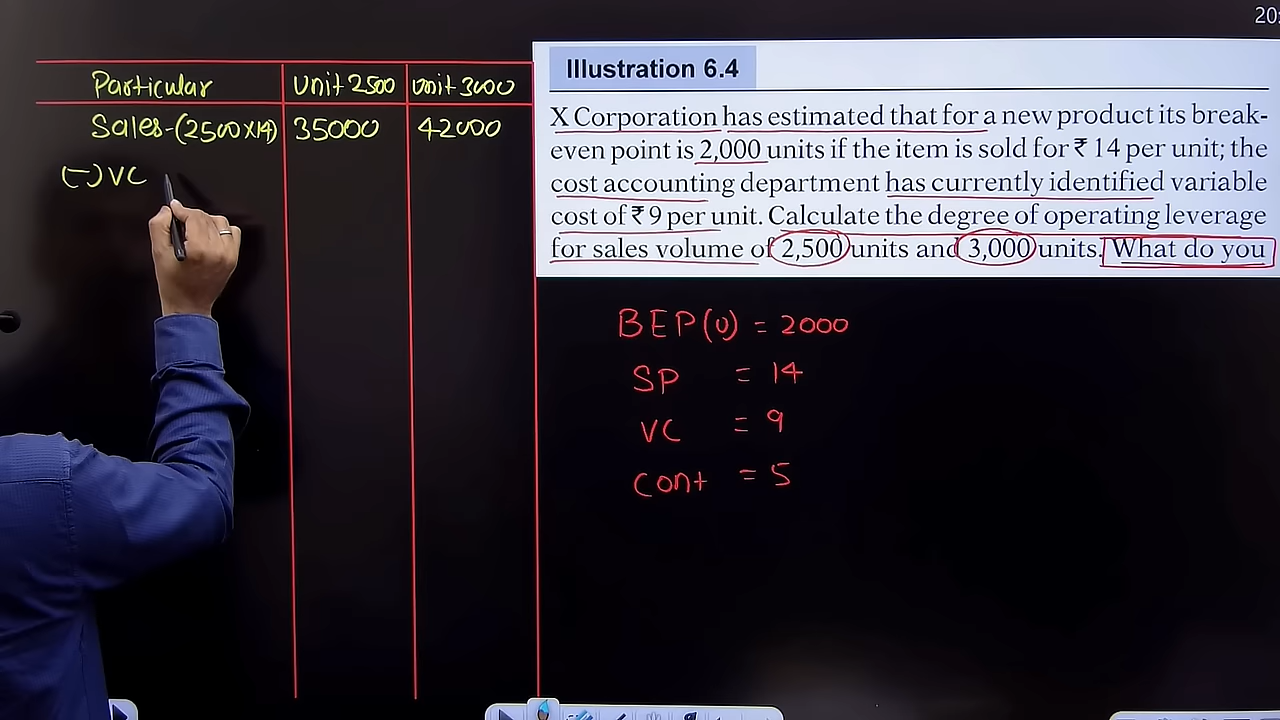 20:
Particular Unit 2500 Unit 3000
Sales-(2500x14) 35000 42000
(-) VC
Illustration 6.4
X Corporation has estimated that for a new product its break-
even point is 2,000 units if the item is sold for ₹ 14 per unit; the
cost accounting department has currently identified variable
cost of ₹ 9 per unit. Calculate the degree of operating leverage
for sales volume of 2,500 units and 3,000 units. What do you
BEP(U) = 2000
SP = 14
VC = 9
Cont = 5